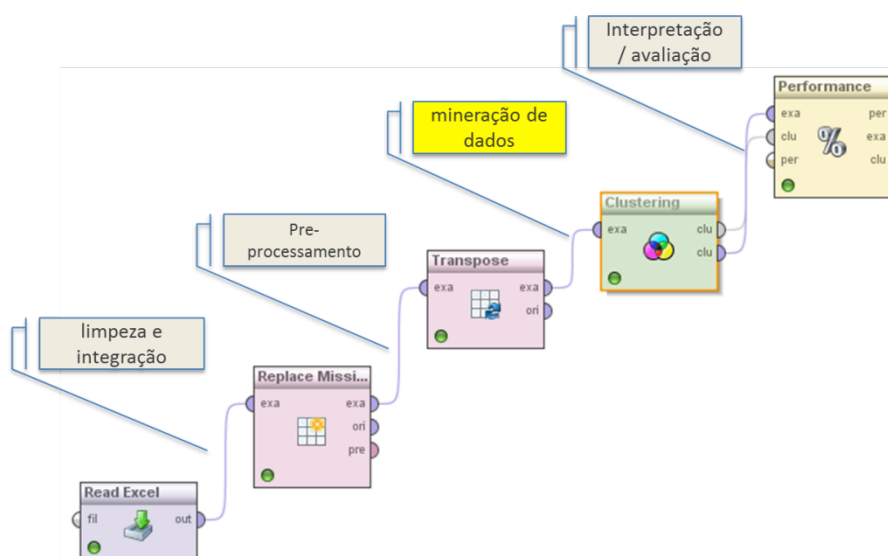 Interpretação
/ avaliação
Performance
exa per
clu exa
per clu
mineração de
dados
Clustering
exa clu
clu
Pre-
processamento
Transpose
exa exa
ori
limpeza e
integração
Replace Missi...
exa exa
ori
pre
Read Excel
fil out